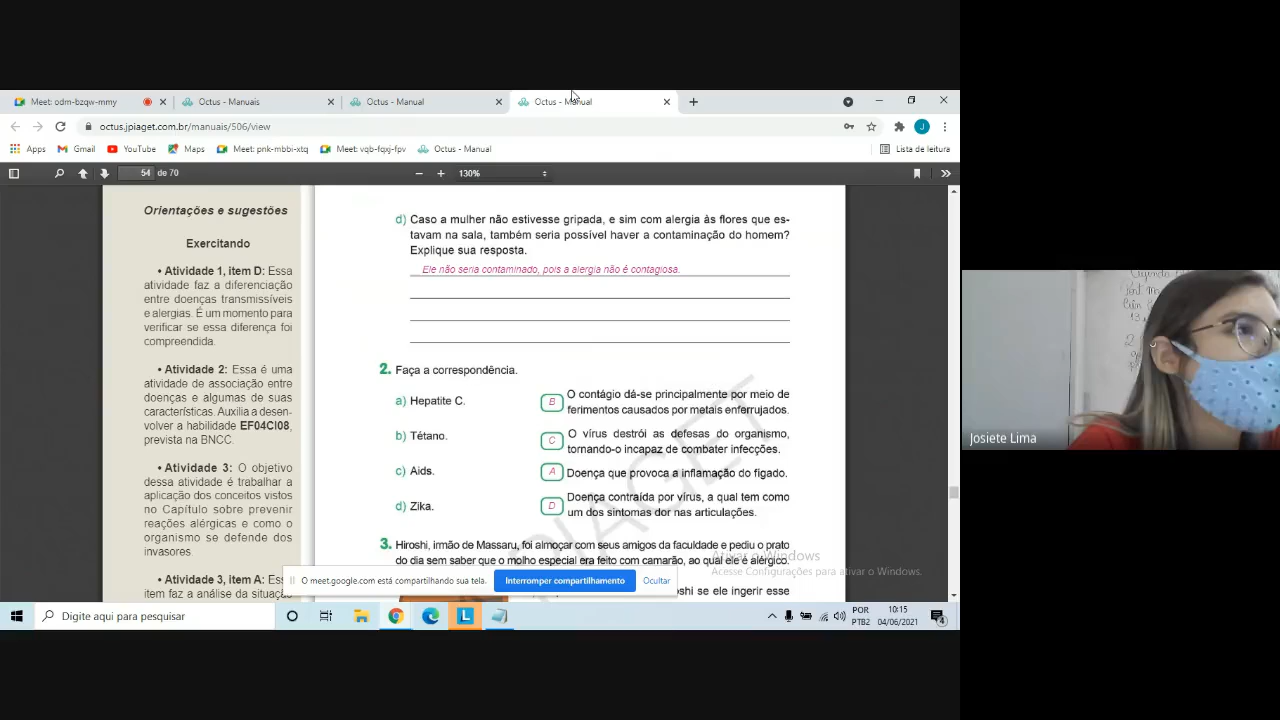 Meet: odm-bzqw-mmy
Octus - Manuais
Octus - Manual
Octus - Manual
octus.jpiaget.com.br/manuais/506/view
Apps
Gmail
YouTube
Maps
Meet: pnk-mbbi-xtq
Meet: vqb-fqxj-fpv
Octus - Manual
Lista de leitura
54 de 70
130%
Orientações e sugestões
Exercitando
• Atividade 1, item D: Essa
atividade faz a diferenciação
entre doenças transmissíveis
e alergias. É um momento para
verificar se essa diferença foi
compreendida.
• Atividade 2: Essa é uma
atividade de associação entre
doenças e algumas de suas
características. Auxilia a desen-
volver a habilidade EF04CI08,
prevista na BNCC.
• Atividade 3: O objetivo
dessa atividade é trabalhar a
aplicação dos conceitos vistos
no Capítulo sobre prevenir
reações alérgicas e como o
organismo se defende dos
invasores.
• Atividade 3, item A:
item faz a análise da situação
d) Caso a mulher não estivesse gripada, e sim com alergia às flores que es-
tavam na sala, também seria possível haver a contaminação do homem?
Explique sua resposta.
Ele não seria contaminado, pois a alergia não é contagiosa.
2. Faça a correspondência.
a) Hepatite C.
b) Tétano.
c) Aids.
d) Zika.
B O contágio dá-se principalmente por meio de
ferimentos causados por metais enferrujados.
C O vírus destrói as defesas do organismo,
tornando-o incapaz de combater infecções.
A Doença que provoca a inflamação do fígado.
D Doença contraída por vírus, a qual tem como
um dos sintomas dor nas articulações.
3. Hiroshi, irmão de Massaru, foi almoçar com seus amigos da faculdade e pediu o prato
do dia sem saber que o molho especial era feito com camarão, ao qual ele é alérgico.
se ele ingerir esse
PIAGET
Ativar o Windows
Acesse Configurações para ativar o Windows.
O meet.google.com está compartilhando sua tela.
Interromper compartilhamento
Ocultar
Digite aqui para pesquisar
L
POR
PTB2
10:15
04/06/2021
4
J
Josiete Lima